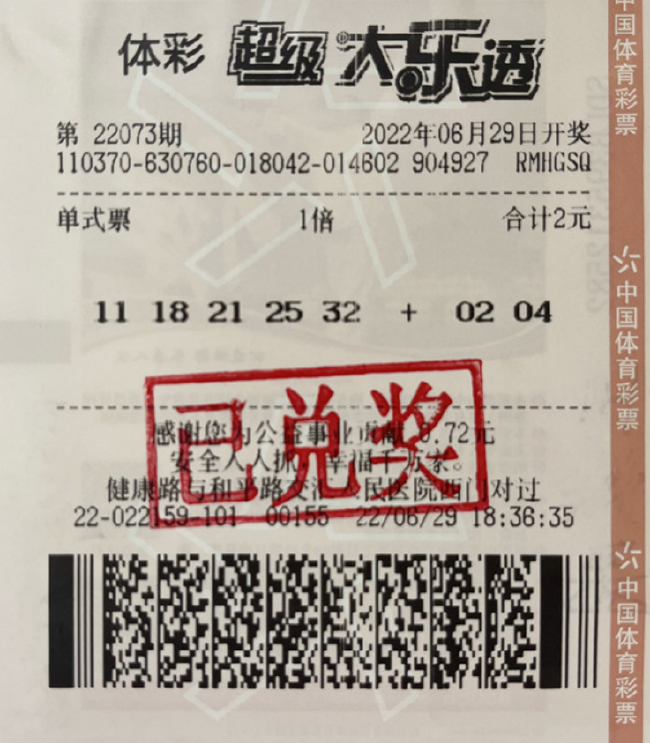 体彩 超级大乐透
第 22073期 2022年06月29日开奖
110370-630760-018042-014602 904927 RMHGSQ
单式票 1倍 合计2元
11 18 21 25 32 + 02 04
已兑奖
感谢您为公益事业贡献 0.72元
安全人人抓，幸福千万家。
健康路与和平路交汇人民医院西门对过
22-022159-101 00155 22/06/29 18:36:35
中国体育彩票
中国体育彩票
中国体育彩票